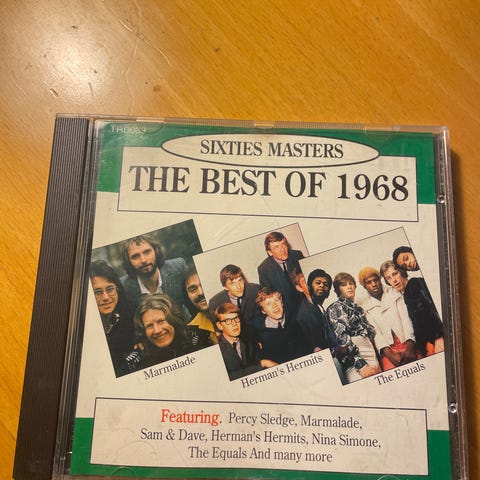 THD069
SIXTIES MASTERS
THE BEST OF 1968
Marmalade
Herman's Hermits
The Equals
Featuring. Percy Sledge, Marmalade,
Sam & Dave, Herman's Hermits, Nina Simone,
The Equals And many more